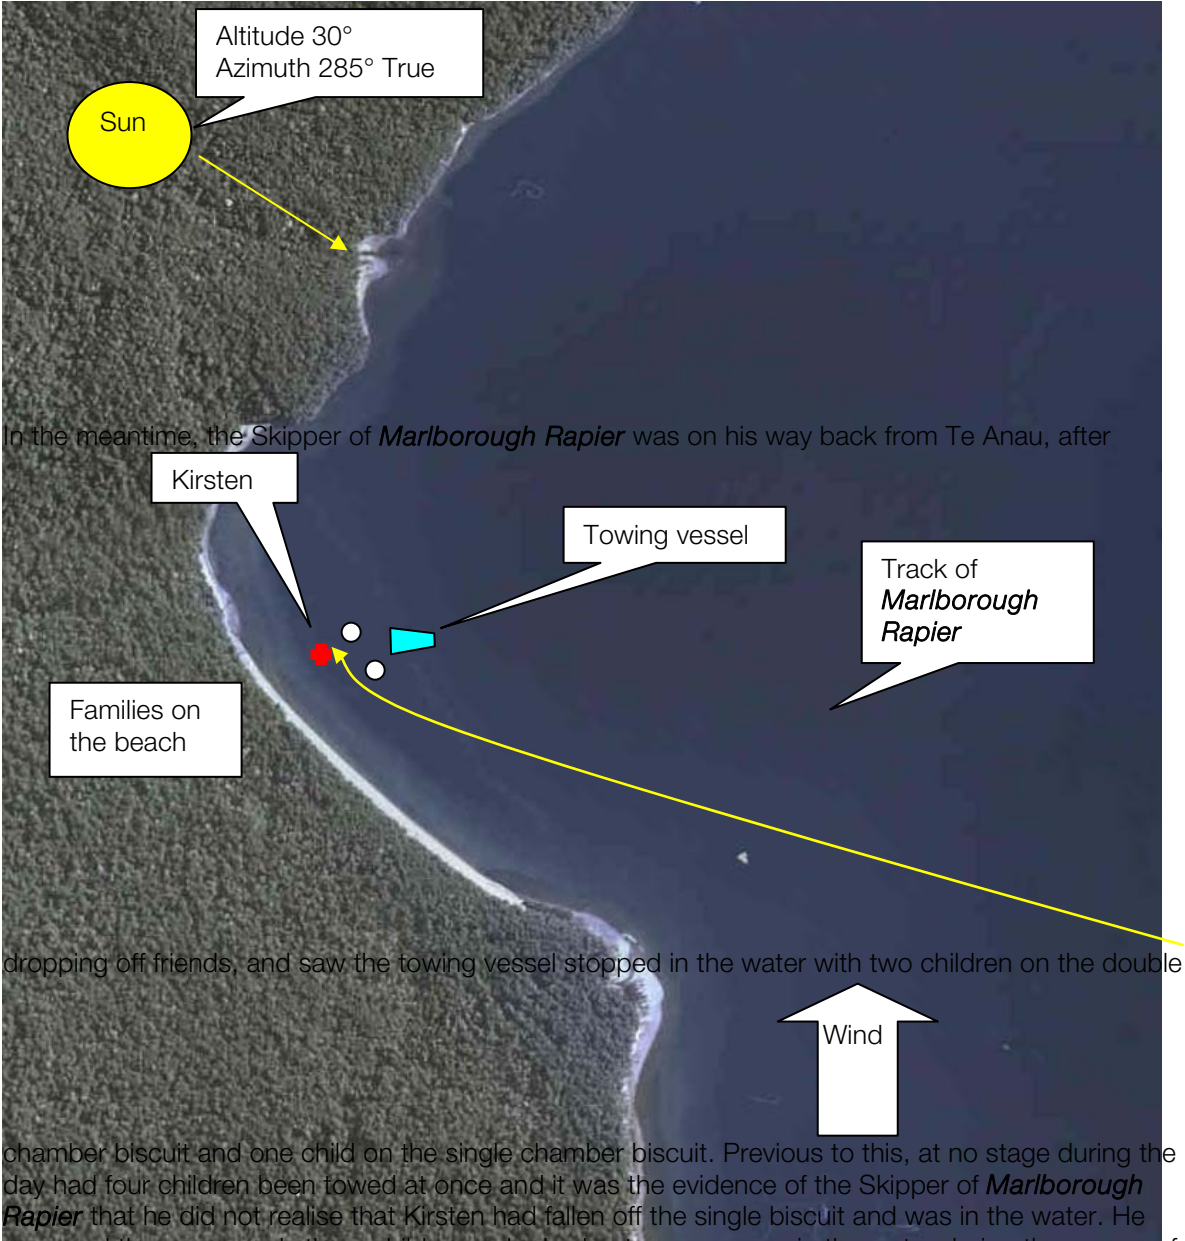 Altitude 30°
Azimuth 285° True
Sun
In the meantime, the Skipper of Marlborough Rapier was on his way back from Te Anau, after
Kirsten
Towing vessel
Track of
Marlborough
Rapier
Families on
the beach
dropping off friends, and saw the towing vessel stopped in the water with two children on the double
Wind
chamber biscuit and one child on the single chamber biscuit. Previous to this, at no stage during the
day had four children been towed at once and it was the evidence of the Skipper of Marlborough
Rapier that he did not realise that Kirsten had fallen off the single biscuit and was in the water. He